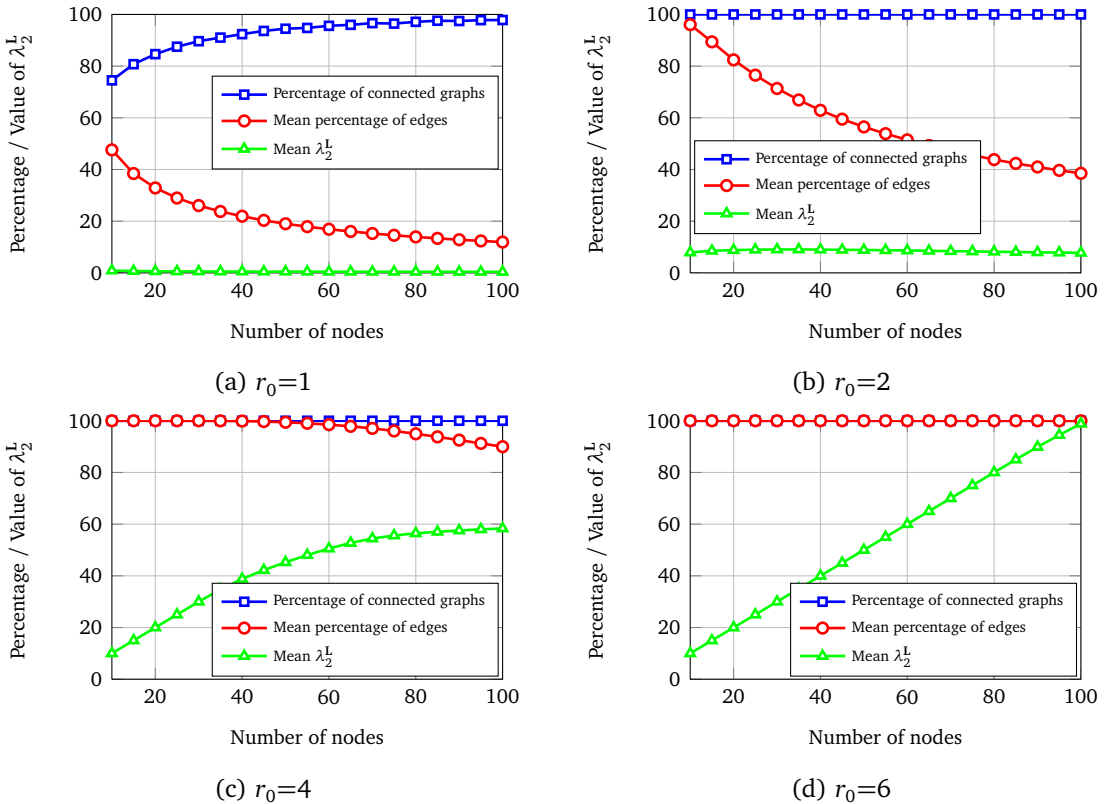 Percentage / Value of λ₂ᴸ
100
80
60
40
20
0
Percentage of connected graphs
Mean percentage of edges
Mean λ₂ᴸ
20 40 60 80 100
Number of nodes
(a) r₀=1
Percentage / Value of λ₂ᴸ
100
80
60
40
20
0
Percentage of connected graphs
Mean percentage of edges
Mean λ₂ᴸ
20 40 60 80 100
Number of nodes
(b) r₀=2
Percentage / Value of λ₂ᴸ
100
80
60
40
20
0
Percentage of connected graphs
Mean percentage of edges
Mean λ₂ᴸ
20 40 60 80 100
Number of nodes
(c) r₀=4
Percentage / Value of λ₂ᴸ
100
80
60
40
20
0
Percentage of connected graphs
Mean percentage of edges
Mean λ₂ᴸ
20 40 60 80 100
Number of nodes
(d) r₀=6